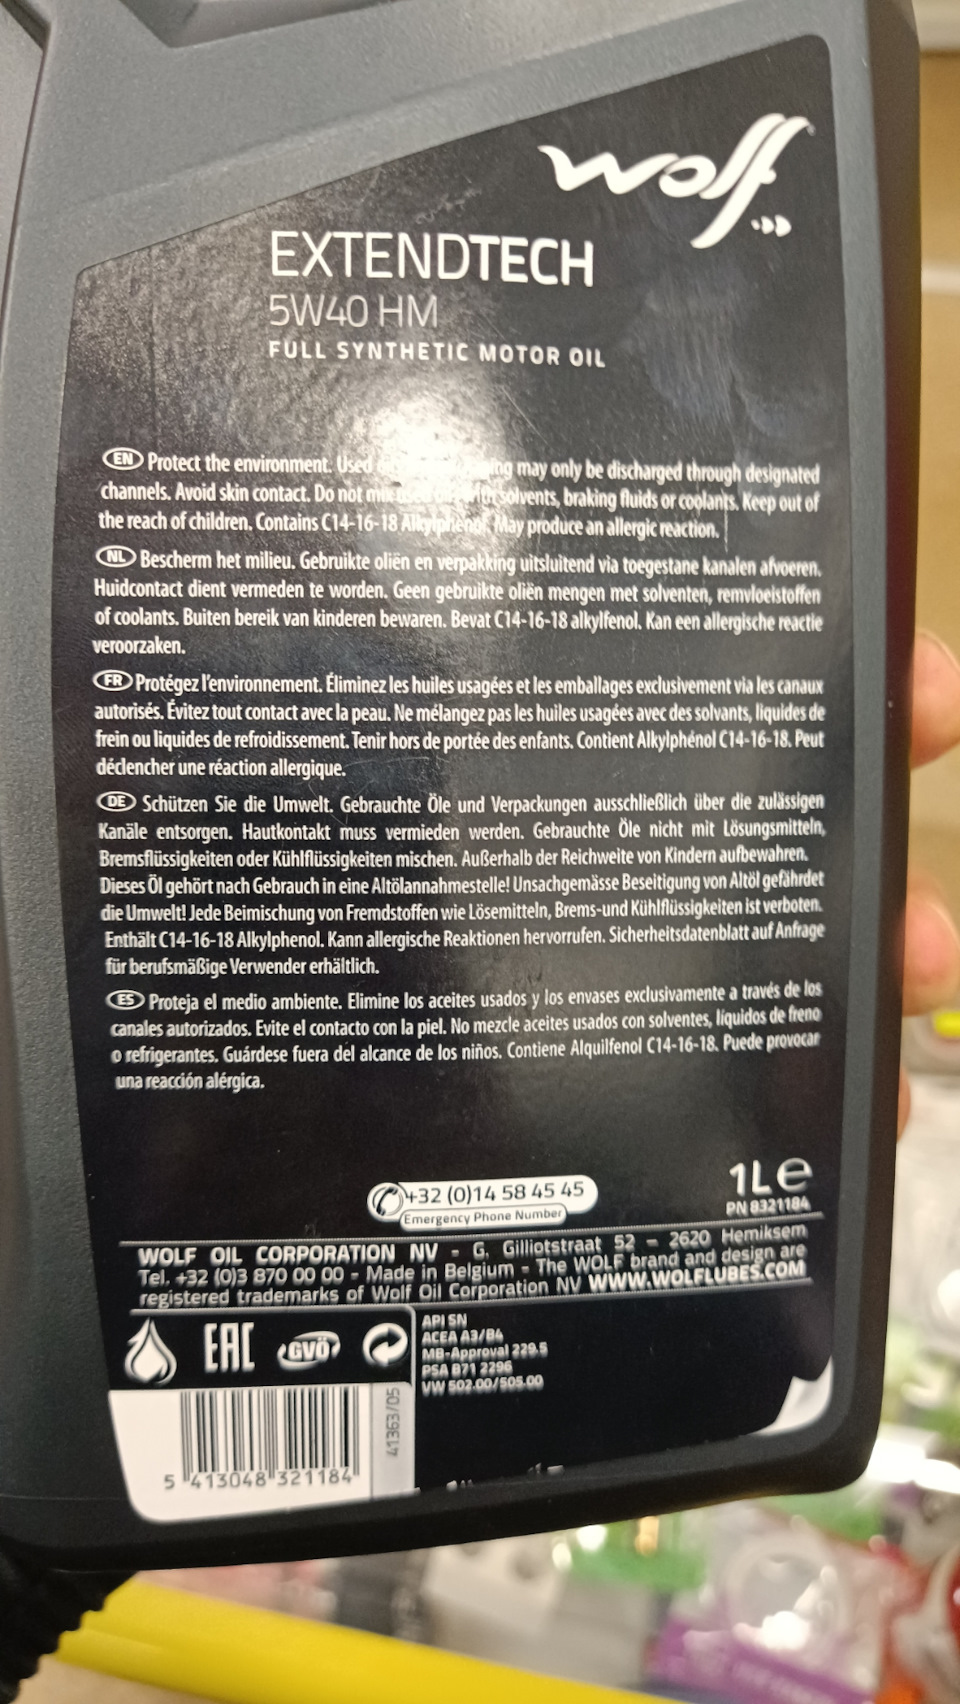 wolf
EXTENDTECH
5W40 HM
FULL SYNTHETIC MOTOR OIL
EN Protect the environment. Used may only be discharged through designated
channels. Avoid skin contact. Do not mix used oil with solvents, braking fluids or coolants. Keep out of
the reach of children. Contains C14-16-18 Alkylphenol. May produce an allergic reaction.
NL Bescherm het milieu. Gebruikte oliën en verpakking uitsluitend via toegestane kanalen afvoeren.
Huidcontact dient vermeden te worden. Geen gebruikte oliën mengen met solventen, remvloeistoffen
of coolants. Buiten bereik van kinderen bewaren. Bevat C14-16-18 alkylfenol. Kan een allergische reactie
veroorzaken.
FR Protégez l'environnement. Éliminez les huiles usagées et les emballages exclusivement via les canaux
autorisés. Évitez tout contact avec la peau. Ne mélangez pas les huiles usagées avec des solvants, liquides de
frein ou liquides de refroidissement. Tenir hors de portée des enfants. Contient Alkylphénol C14-16-18. Peut
déclencher une réaction allergique.
DE Schützen Sie die Umwelt. Gebrauchte Öle und Verpackungen ausschließlich über die zulässigen
Kanäle entsorgen. Hautkontakt muss vermieden werden. Gebrauchte Öle nicht mit Lösungsmitteln,
Bremsflüssigkeiten oder Kühlflüssigkeiten mischen. Außerhalb der Reichweite von Kindern aufbewahren.
Dieses Öl gehört nach Gebrauch in eine Altölannahmestelle! Unsachgemässe Beseitigung von Altöl gefährdet
die Umwelt! Jede Beimischung von Fremdstoffen wie Lösemitteln, Brems-und Kühlflüssigkeiten ist verboten.
Enthält C14-16-18 Alkylphenol. Kann allergische Reaktionen hervorrufen. Sicherheitsdatenblatt auf Anfrage
für berufsmäßige Verwender erhältlich.
ES Proteja el medio ambiente. Elimine los aceites usados y los envases exclusivamente a través de los
canales autorizados. Evite el contacto con la piel. No mezcle aceites usados con solventes, líquidos de freno
o refrigerantes. Guárdese fuera del alcance de los niños. Contiene Alquilfenol C14-16-18. Puede provocar
una reacción alérgica.
+32 (0)14 58 45 45
Emergency Phone Number
1L e
PN 8321184
WOLF OIL CORPORATION NV - G. Gilliotstraat 52 - 2620 Hemiksem
Tel. +32 (0)3 870 00 00 - Made in Belgium - The WOLF brand and design are
registered trademarks of Wolf Oil Corporation NV WWW.WOLFLUBES.COM
EAC GVÖ
API SN
ACEA A3/B4
MB-Approval 229.5
PSA B71 2296
VW 502.00/505.00
41363/05
5 413048 321184